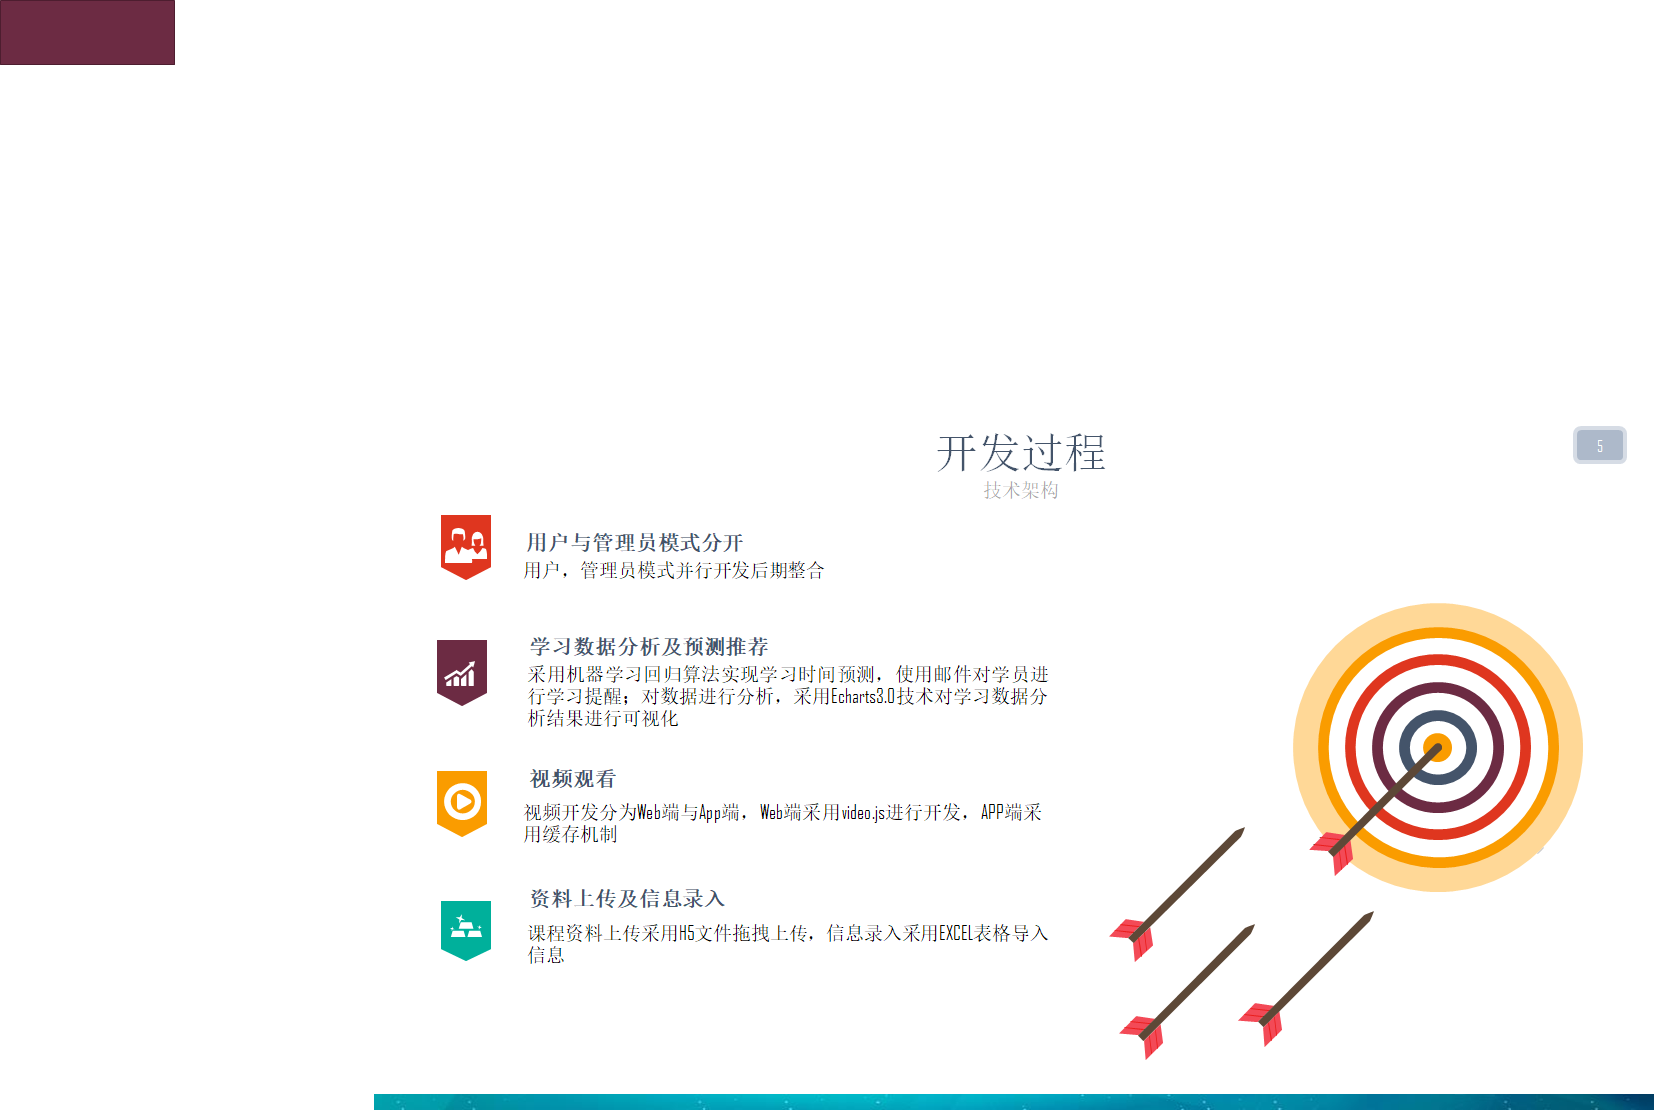 开发过程
5
技术架构
用户与管理员模式分开
用户，管理员模式并行开发后期整合
学习数据分析及预测推荐
采用机器学习回归算法实现学习时间预测，使用邮件对学员进
行学习提醒；对数据进行分析，采用Echarts3.0技术对学习数据分
析结果进行可视化
视频观看
视频开发分为Web端与App端，Web端采用video.js进行开发，APP端采
用缓存机制
资料上传及信息录入
课程资料上传采用H5文件拖拽上传，信息录入采用EXCEL表格导入
信息